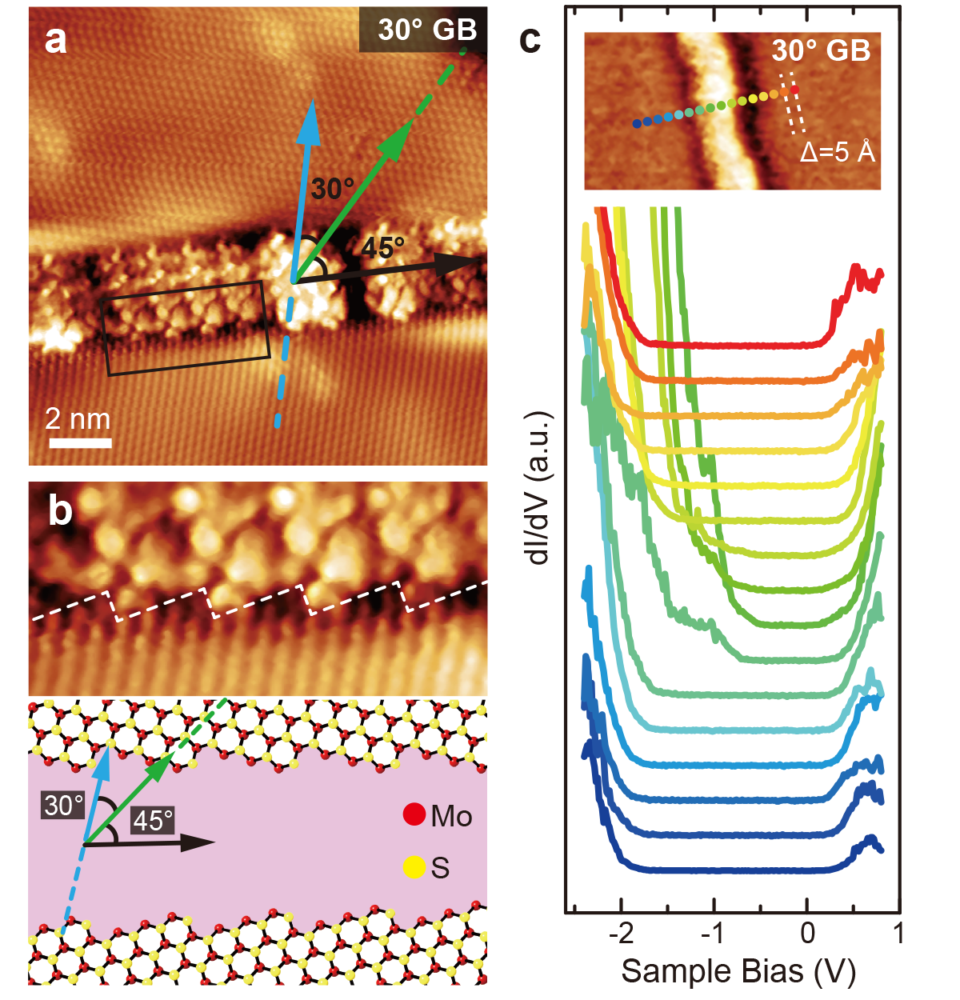 a
30° GB
30°
45°
2 nm
b
30°
45°
Mo
S
c
30° GB
Δ=5 Å
dI/dV (a.u.)
-2
-1
0
1
Sample Bias (V)